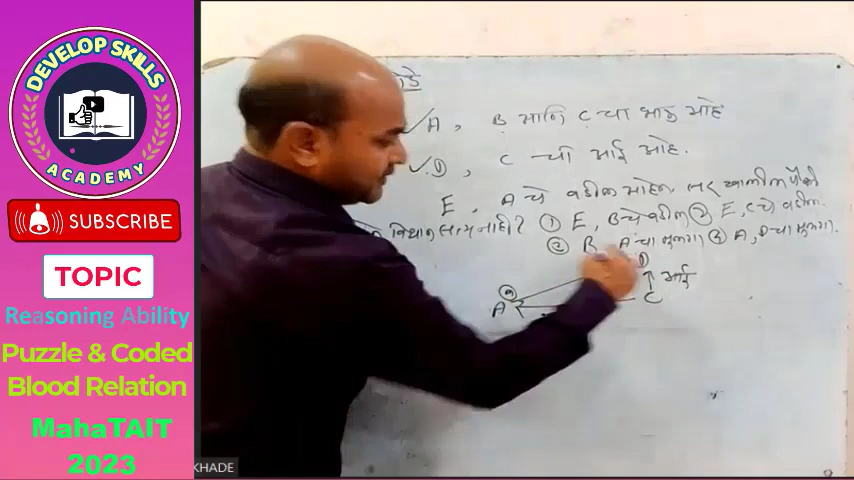 DEVELOP SKILLS
ACADEMY
SUBSCRIBE
TOPIC
Reasoning Ability
Puzzle & Coded
Blood Relation
MahaTAIT
2023
KHADE
A, B आणि C चा भाऊ आहे
D, C ची आई आहे.
E, A चे वडील आहेत तर खालील पैकी
विधान सत्य नाही? ① E, B चे वडील ③ E, C चे वडील
② B, A चा मुलगा ④ A, D चा मुलगा.
D
आई
A
C